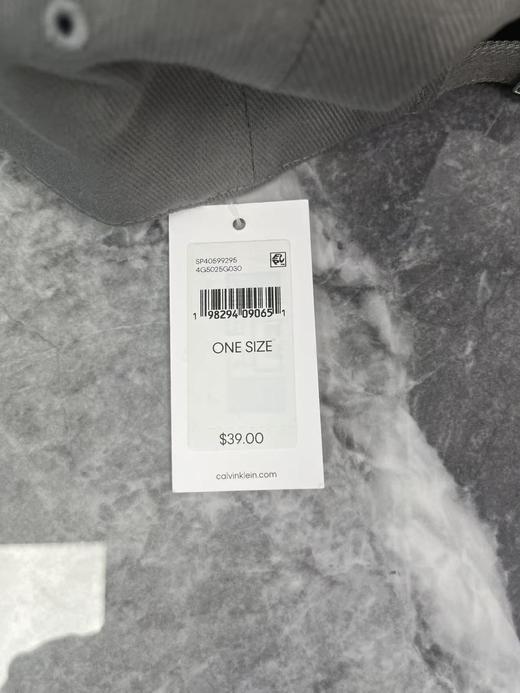 SP40599295
4G5025G030
1 98294 09065 1
ONE SIZE
$39.00
calvinklein.com